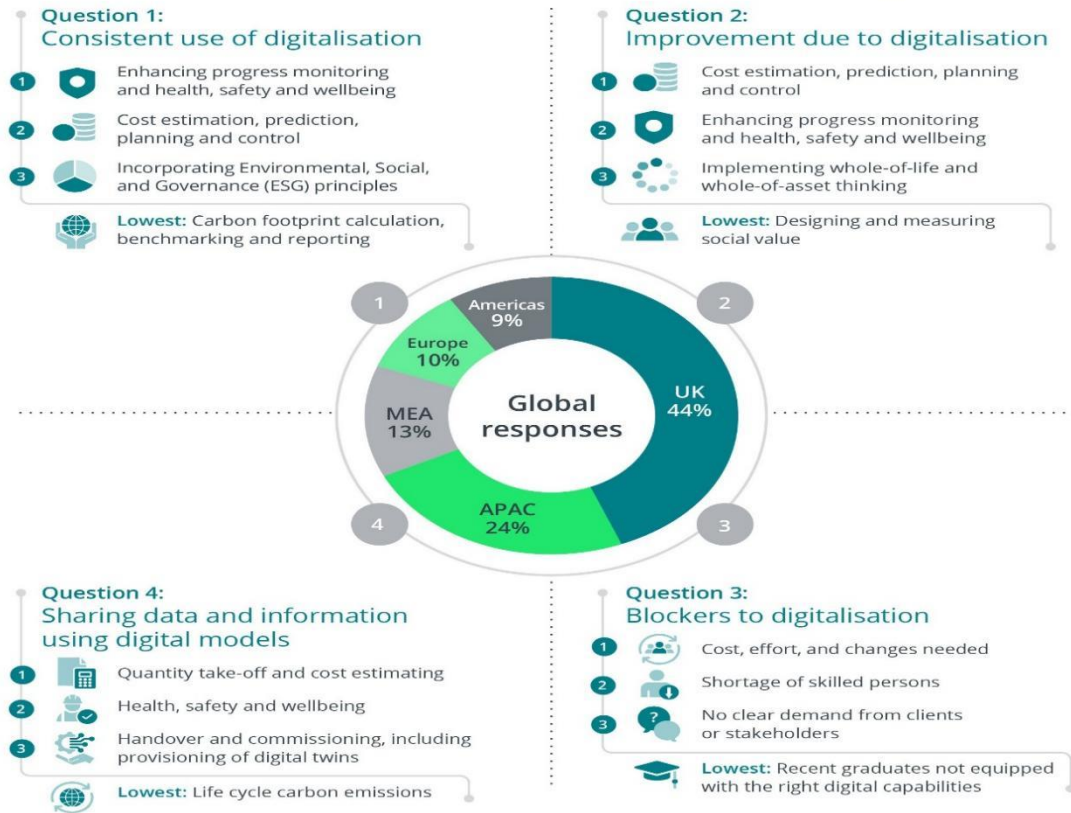 Question 1:
Consistent use of digitalisation
1
Enhancing progress monitoring
and health, safety and wellbeing
2
Cost estimation, prediction,
planning and control
3
Incorporating Environmental, Social,
and Governance (ESG) principles
Lowest: Carbon footprint calculation,
benchmarking and reporting
Question 2:
Improvement due to digitalisation
1
Cost estimation, prediction, planning
and control
2
Enhancing progress monitoring
and health, safety and wellbeing
3
Implementing whole-of-life and
whole-of-asset thinking
Lowest: Designing and measuring
social value
1
2
Americas
9%
Europe
10%
MEA
13%
Global
responses
UK
44%
APAC
24%
4
3
Question 4:
Sharing data and information
using digital models
1
Quantity take-off and cost estimating
2
Health, safety and wellbeing
3
Handover and commissioning, including
provisioning of digital twins
Lowest: Life cycle carbon emissions
Question 3:
Blockers to digitalisation
1
Cost, effort, and changes needed
2
Shortage of skilled persons
3
?
No clear demand from clients
or stakeholders
Lowest: Recent graduates not equipped
with the right digital capabilities